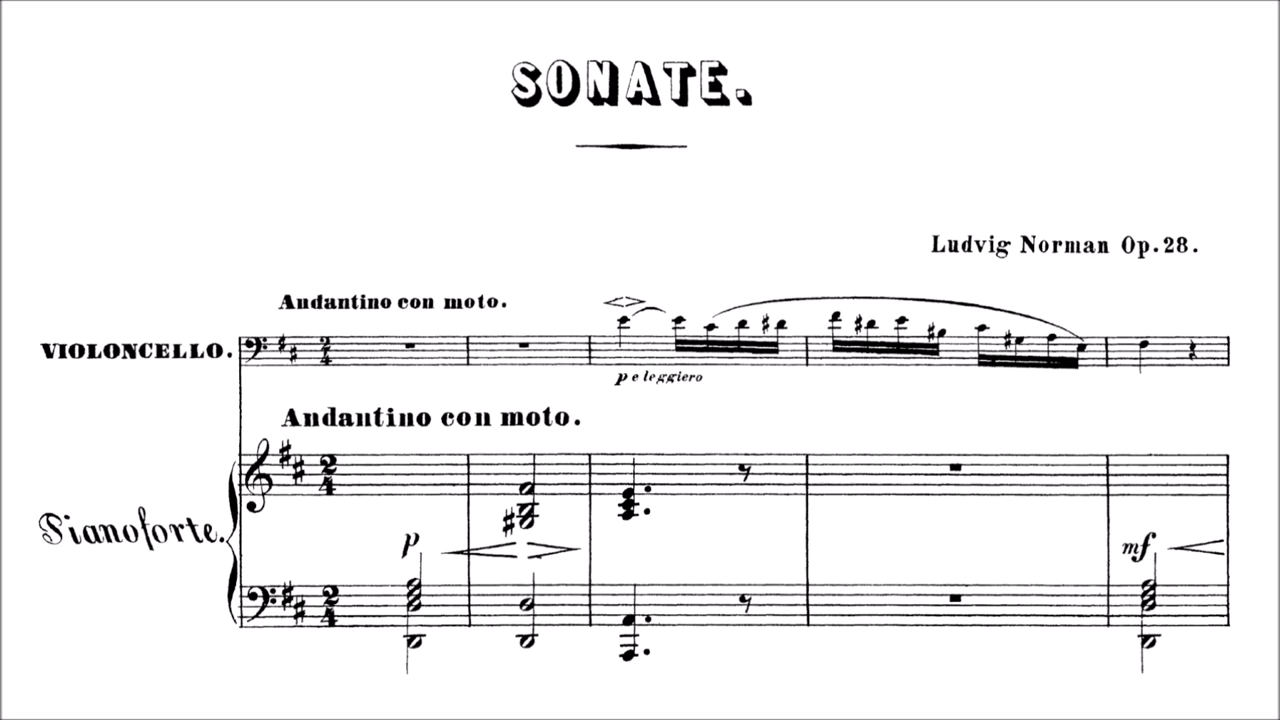 SONATE.
Ludvig Norman Op.28.
Andantino con moto.
VIOLONCELLO.
p e leggiero
Andantino con moto.
Pianoforte.
p
mf